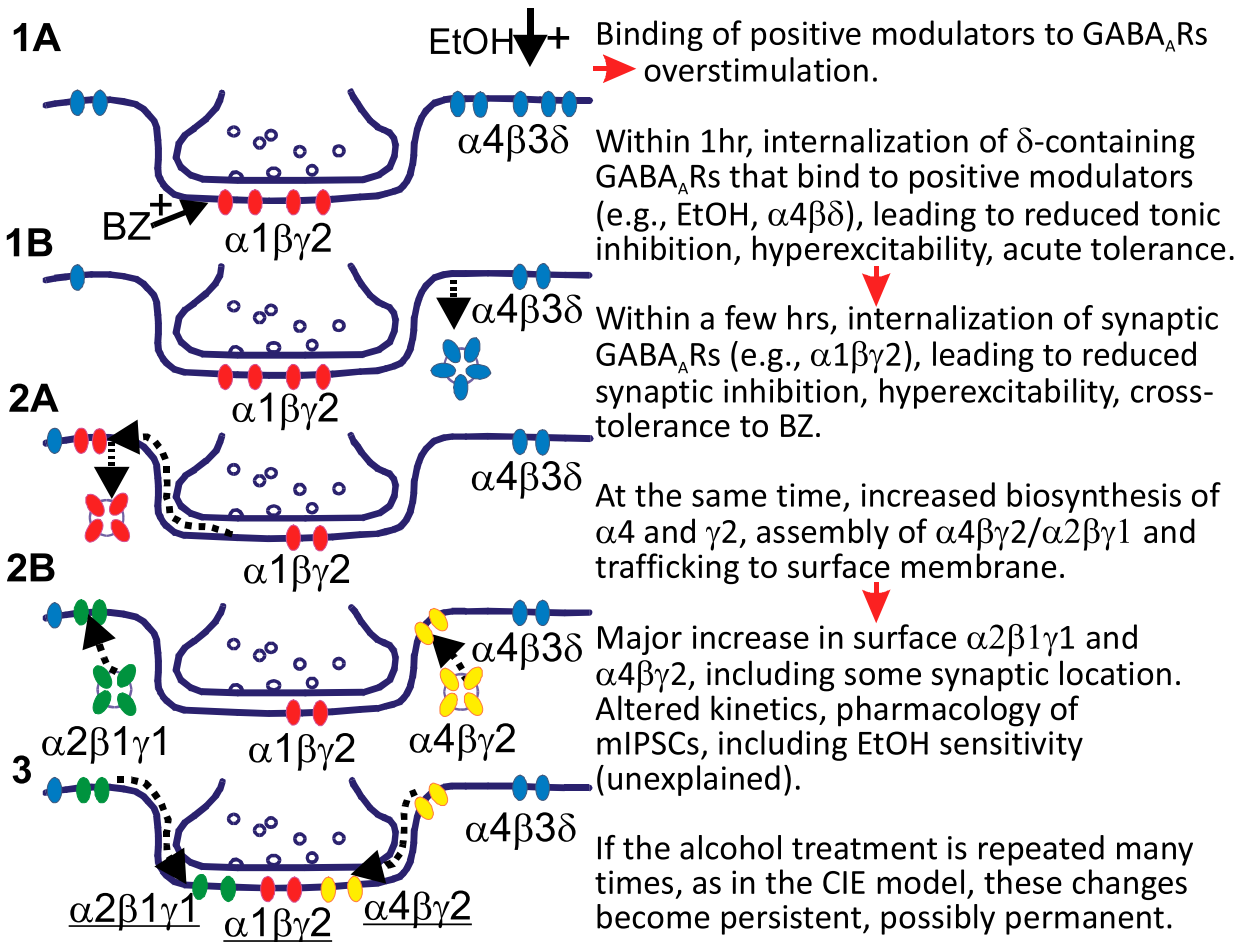 1A
EtOH +
α4β3δ
BZ +
α1βγ2
1B
α4β3δ
α1βγ2
2A
α4β3δ
α1βγ2
2B
α4β3δ
α2β1γ1
α1βγ2
α4βγ2
3
α4β3δ
α2β1γ1
α1βγ2
α4βγ2
Binding of positive modulators to GABA_ARs
overstimulation.
Within 1hr, internalization of δ-containing
GABA_ARs that bind to positive modulators
(e.g., EtOH, α4βδ), leading to reduced tonic
inhibition, hyperexcitability, acute tolerance.
Within a few hrs, internalization of synaptic
GABA_ARs (e.g., α1βγ2), leading to reduced
synaptic inhibition, hyperexcitability, cross-
tolerance to BZ.
At the same time, increased biosynthesis of
α4 and γ2, assembly of α4βγ2/α2βγ1 and
trafficking to surface membrane.
Major increase in surface α2β1γ1 and
α4βγ2, including some synaptic location.
Altered kinetics, pharmacology of
mIPSCs, including EtOH sensitivity
(unexplained).
If the alcohol treatment is repeated many
times, as in the CIE model, these changes
become persistent, possibly permanent.